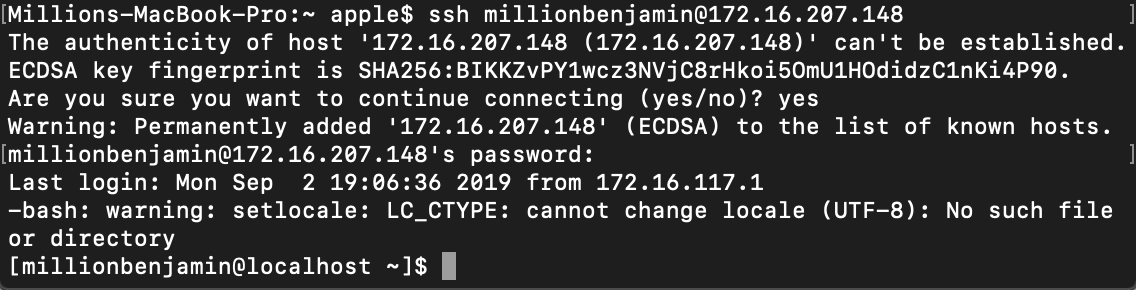 [Millions-MacBook-Pro:~ apple$ ssh millionbenjamin@172.16.207.148 ]
The authenticity of host '172.16.207.148 (172.16.207.148)' can't be established.
ECDSA key fingerprint is SHA256:BIKKZvPY1wcz3NVjC8rHkoi5OmU1HOdidzC1nKi4P90.
Are you sure you want to continue connecting (yes/no)? yes
Warning: Permanently added '172.16.207.148' (ECDSA) to the list of known hosts.
[millionbenjamin@172.16.207.148's password: ]
Last login: Mon Sep  2 19:06:36 2019 from 172.16.117.1
-bash: warning: setlocale: LC_CTYPE: cannot change locale (UTF-8): No such file
or directory
[millionbenjamin@localhost ~]$